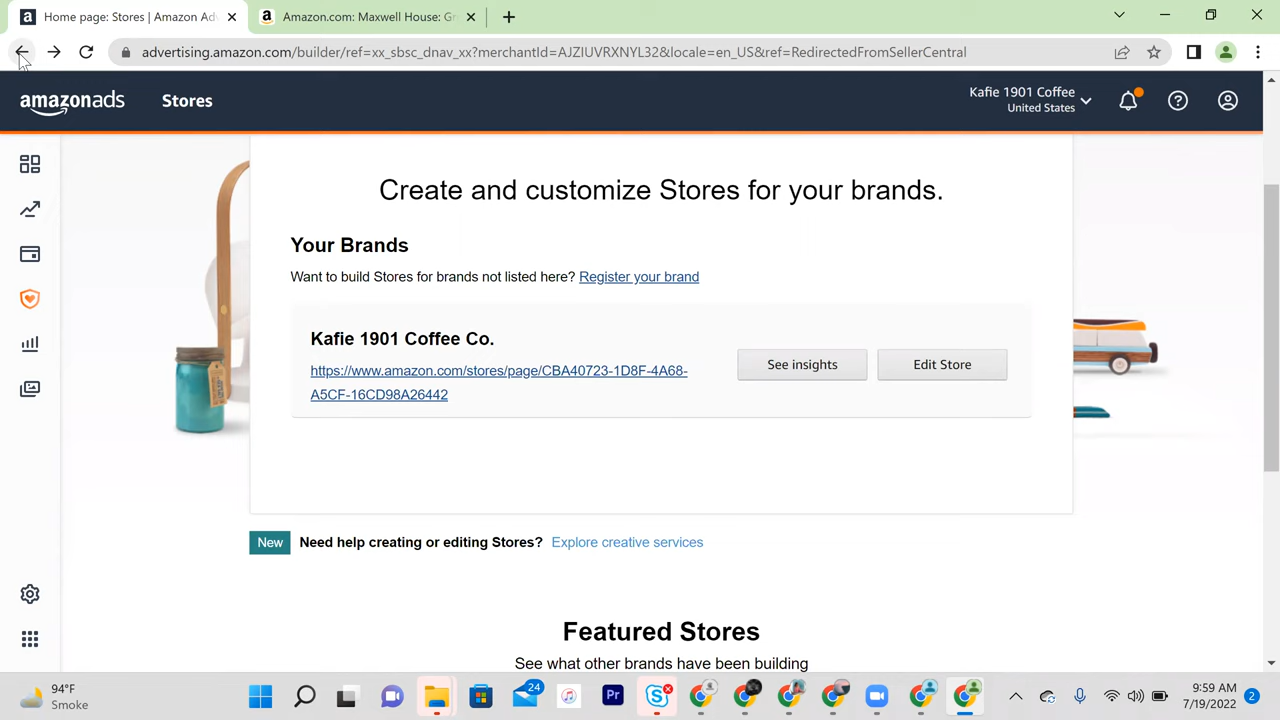 Home page: Stores | Amazon Ad
Amazon.com: Maxwell House: G
advertising.amazon.com/builder/ref=xx_sbsc_dnav_xx?merchantId=AJZIUVRXNYL32&locale=en_US&ref=RedirectedFromSellerCentral
amazonads
Stores
Kafie 1901 Coffee
United States
Create and customize Stores for your brands.
Your Brands
Want to build Stores for brands not listed here? Register your brand
Kafie 1901 Coffee Co.
https://www.amazon.com/stores/page/CBA40723-1D8F-4A68-
A5CF-16CD98A26442
See insights
Edit Store
New Need help creating or editing Stores? Explore creative services
Featured Stores
See what other brands have been building
94°F
Smoke
24
Pr
9:59 AM
7/19/2022
2